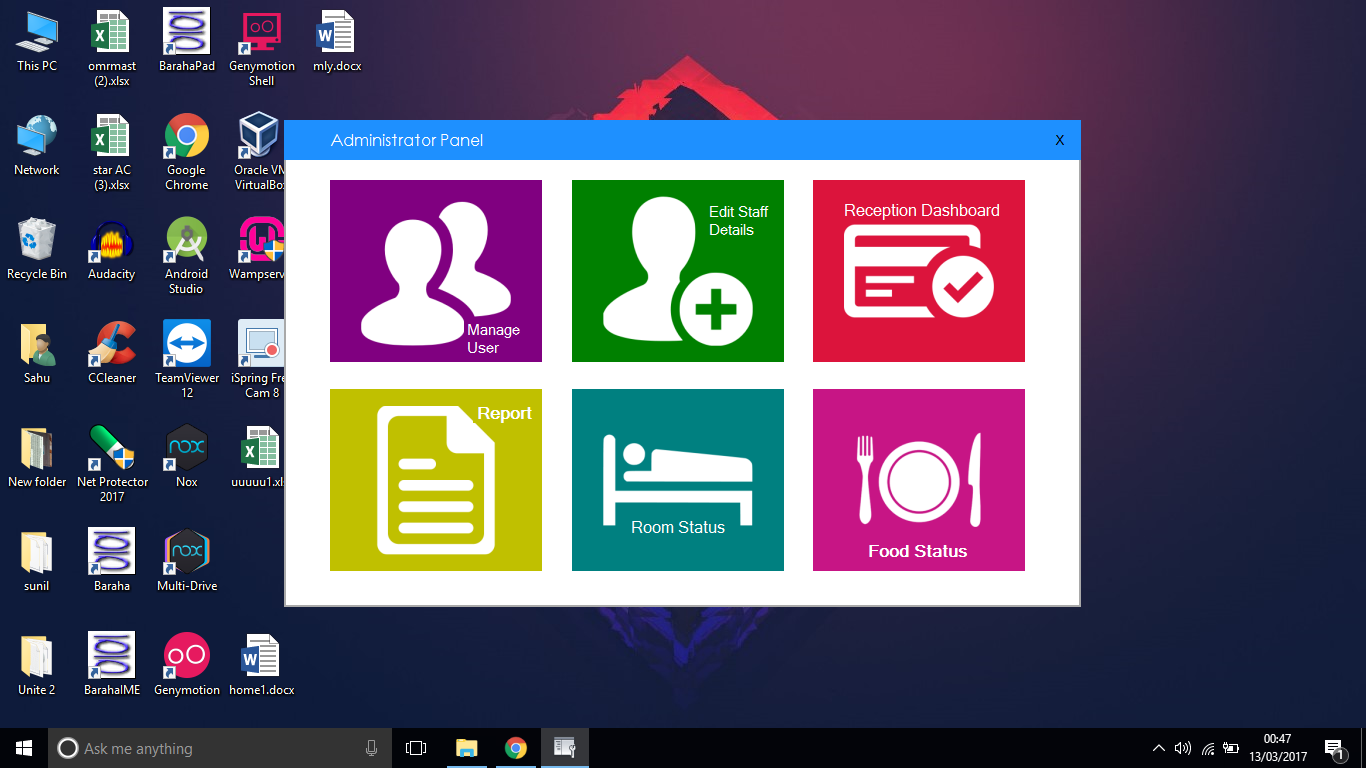 This PC
omrmast
(2).xlsx
BarahaPad
Genymotion
Shell
mly.docx
Network
star AC
(3).xlsx
Google
Chrome
Oracle VM
VirtualBox
Recycle Bin
Audacity
Android
Studio
Wampserv
Sahu
CCleaner
TeamViewer
12
iSpring Fre
Cam 8
New folder
Net Protector
2017
Nox
uuuuu1.xls
sunil
Baraha
Multi-Drive
Unite 2
BarahaIME
Genymotion
home1.docx
Administrator Panel
X
Manage
User
Edit Staff
Details
Reception Dashboard
Report
Room Status
Food Status
Ask me anything
00:47
13/03/2017
1